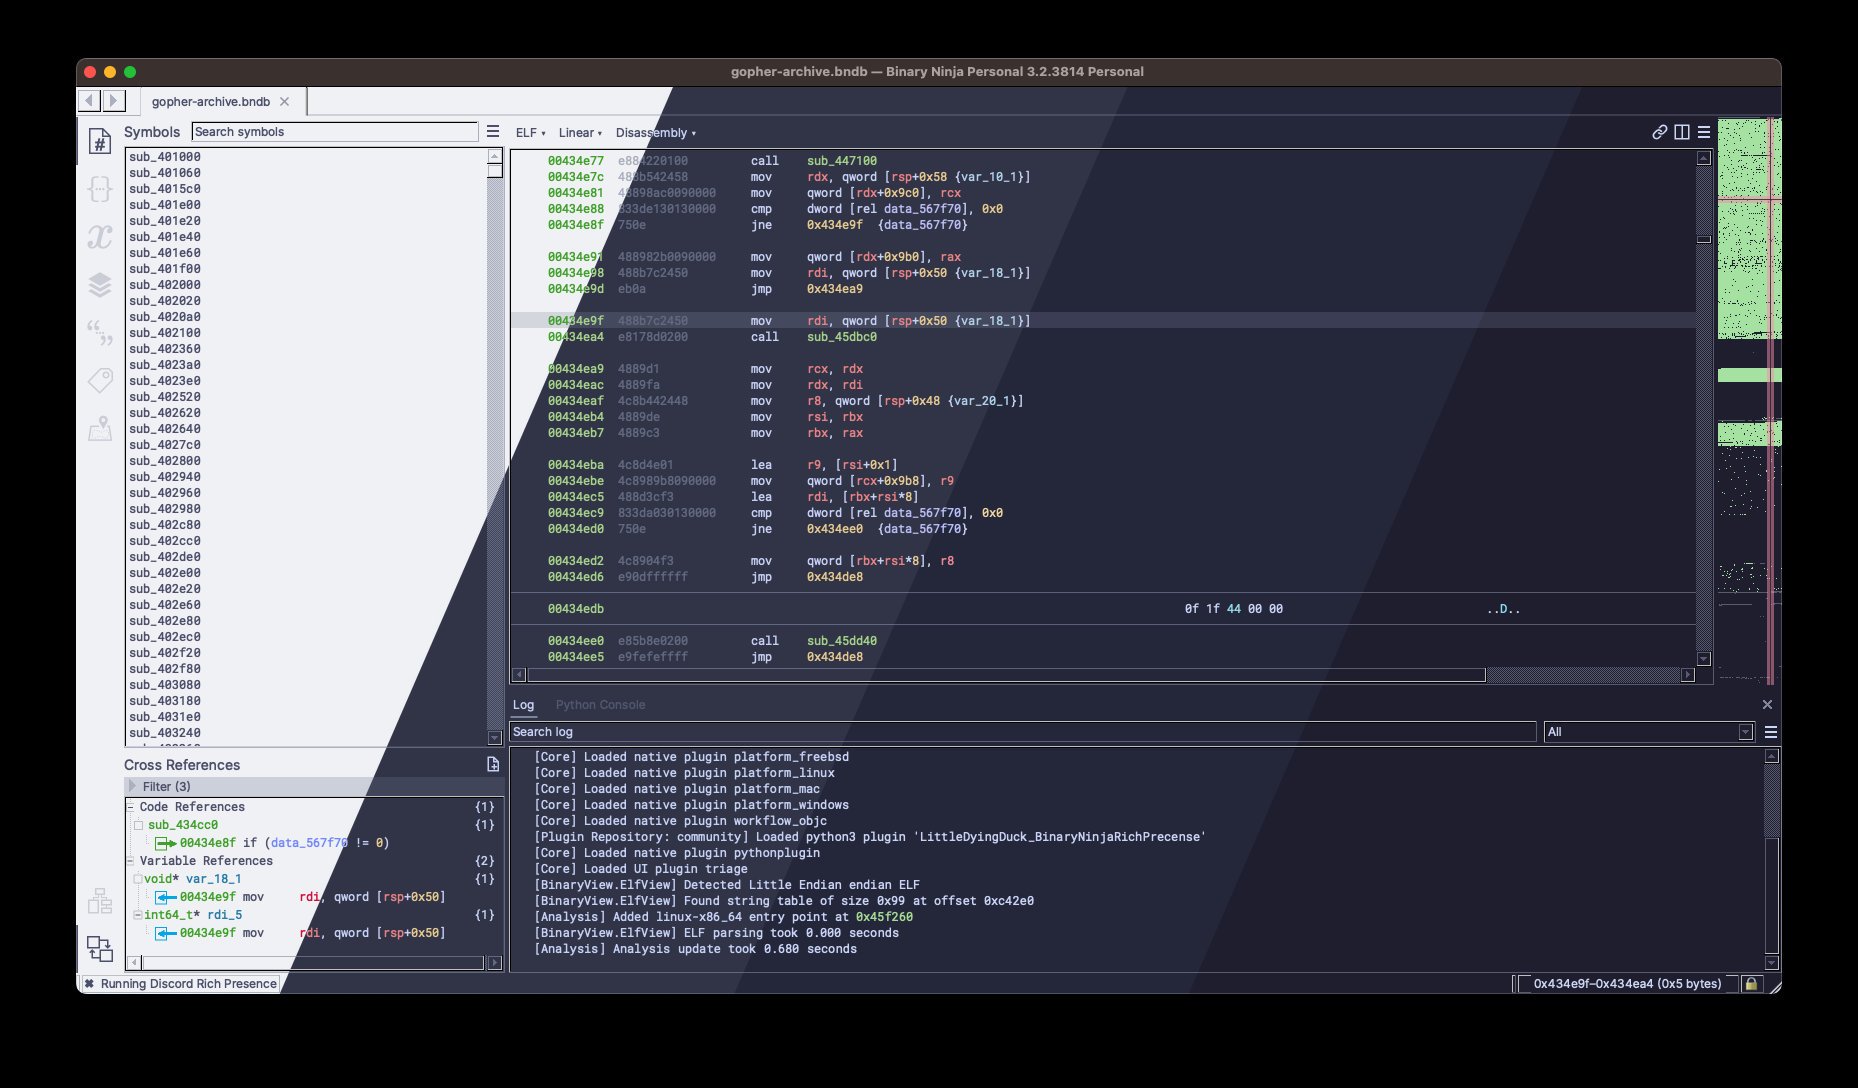 gopher-archive.bndb — Binary Ninja Personal 3.2.3814 Personal
gopher-archive.bndb
Symbols
Search symbols
sub_401000
sub_401060
sub_4015c0
sub_401e00
sub_401e20
sub_401e40
sub_401e60
sub_401f00
sub_402000
sub_402020
sub_4020a0
sub_402100
sub_402360
sub_4023a0
sub_4023e0
sub_402520
sub_402620
sub_402640
sub_4027c0
sub_402800
sub_402940
sub_402960
sub_402980
sub_402c80
sub_402cc0
sub_402de0
sub_402e00
sub_402e20
sub_402e60
sub_402e80
sub_402ec0
sub_402f20
sub_402f80
sub_403080
sub_403180
sub_4031e0
sub_403240
Cross References
Filter (3)
Code References {1}
sub_434cc0 {1}
00434e8f if (data_567f70 != 0)
Variable References {2}
void* var_18_1 {1}
00434e9f mov rdi, qword [rsp+0x50]
int64_t* rdi_5 {1}
00434e9f mov rdi, qword [rsp+0x50]
ELF Linear Disassembly
00434e77 e884220100 call sub_447100
00434e7c 488b542458 mov rdx, qword [rsp+0x58 {var_10_1}]
00434e81 48898ac0090000 mov qword [rdx+0x9c0], rcx
00434e88 833de130130000 cmp dword [rel data_567f70], 0x0
00434e8f 750e jne 0x434e9f {data_567f70}
00434e91 488982b0090000 mov qword [rdx+0x9b0], rax
00434e98 488b7c2450 mov rdi, qword [rsp+0x50 {var_18_1}]
00434e9d eb0a jmp 0x434ea9
00434e9f 488b7c2450 mov rdi, qword [rsp+0x50 {var_18_1}]
00434ea4 e8178d0200 call sub_45dbc0
00434ea9 4889d1 mov rcx, rdx
00434eac 4889fa mov rdx, rdi
00434eaf 4c8b442448 mov r8, qword [rsp+0x48 {var_20_1}]
00434eb4 4889de mov rsi, rbx
00434eb7 4889c3 mov rbx, rax
00434eba 4c8d4e01 lea r9, [rsi+0x1]
00434ebe 4c8989b8090000 mov qword [rcx+0x9b8], r9
00434ec5 488d3cf3 lea rdi, [rbx+rsi*8]
00434ec9 833da030130000 cmp dword [rel data_567f70], 0x0
00434ed0 750e jne 0x434ee0 {data_567f70}
00434ed2 4c8904f3 mov qword [rbx+rsi*8], r8
00434ed6 e90dffffff jmp 0x434de8
00434edb 0f 1f 44 00 00 ..D..
00434ee0 e85b8e0200 call sub_45dd40
00434ee5 e9fefeffff jmp 0x434de8
Log Python Console
Search log All
[Core] Loaded native plugin platform_freebsd
[Core] Loaded native plugin platform_linux
[Core] Loaded native plugin platform_mac
[Core] Loaded native plugin platform_windows
[Core] Loaded native plugin workflow_objc
[Plugin Repository: community] Loaded python3 plugin 'LittleDyingDuck_BinaryNinjaRichPrecense'
[Core] Loaded native plugin pythonplugin
[Core] Loaded UI plugin triage
[BinaryView.ElfView] Detected Little Endian endian ELF
[BinaryView.ElfView] Found string table of size 0x99 at offset 0xc42e0
[Analysis] Added linux-x86_64 entry point at 0x45f260
[BinaryView.ElfView] ELF parsing took 0.000 seconds
[Analysis] Analysis update took 0.680 seconds
Running Discord Rich Presence
0x434e9f–0x434ea4 (0x5 bytes)